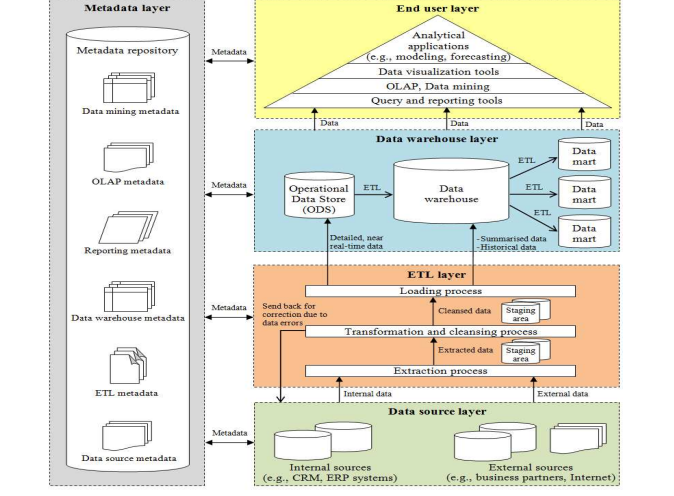 Metadata layer
Metadata repository
Data mining metadata
OLAP metadata
Reporting metadata
Data warehouse metadata
ETL metadata
Data source metadata
Metadata
Metadata
Metadata
Metadata
End user layer
Analytical
applications
(e.g., modeling, forecasting)
Data visualization tools
OLAP, Data mining
Query and reporting tools
Data
Data
Data
Data warehouse layer
Operational
Data Store
(ODS)
ETL
Data
warehouse
ETL
ETL
ETL
Data
mart
Data
mart
Data
mart
Detailed, near
real-time data
-Summarised data
-Historical data
ETL layer
Loading process
Send back for
correction due to
data errors
Cleansed data
Staging
area
Transformation and cleansing process
Extracted data
Staging
area
Extraction process
Internal data
External data
Data source layer
Internal sources
(e.g., CRM, ERP systems)
External sources
(e.g., business partners, Internet)